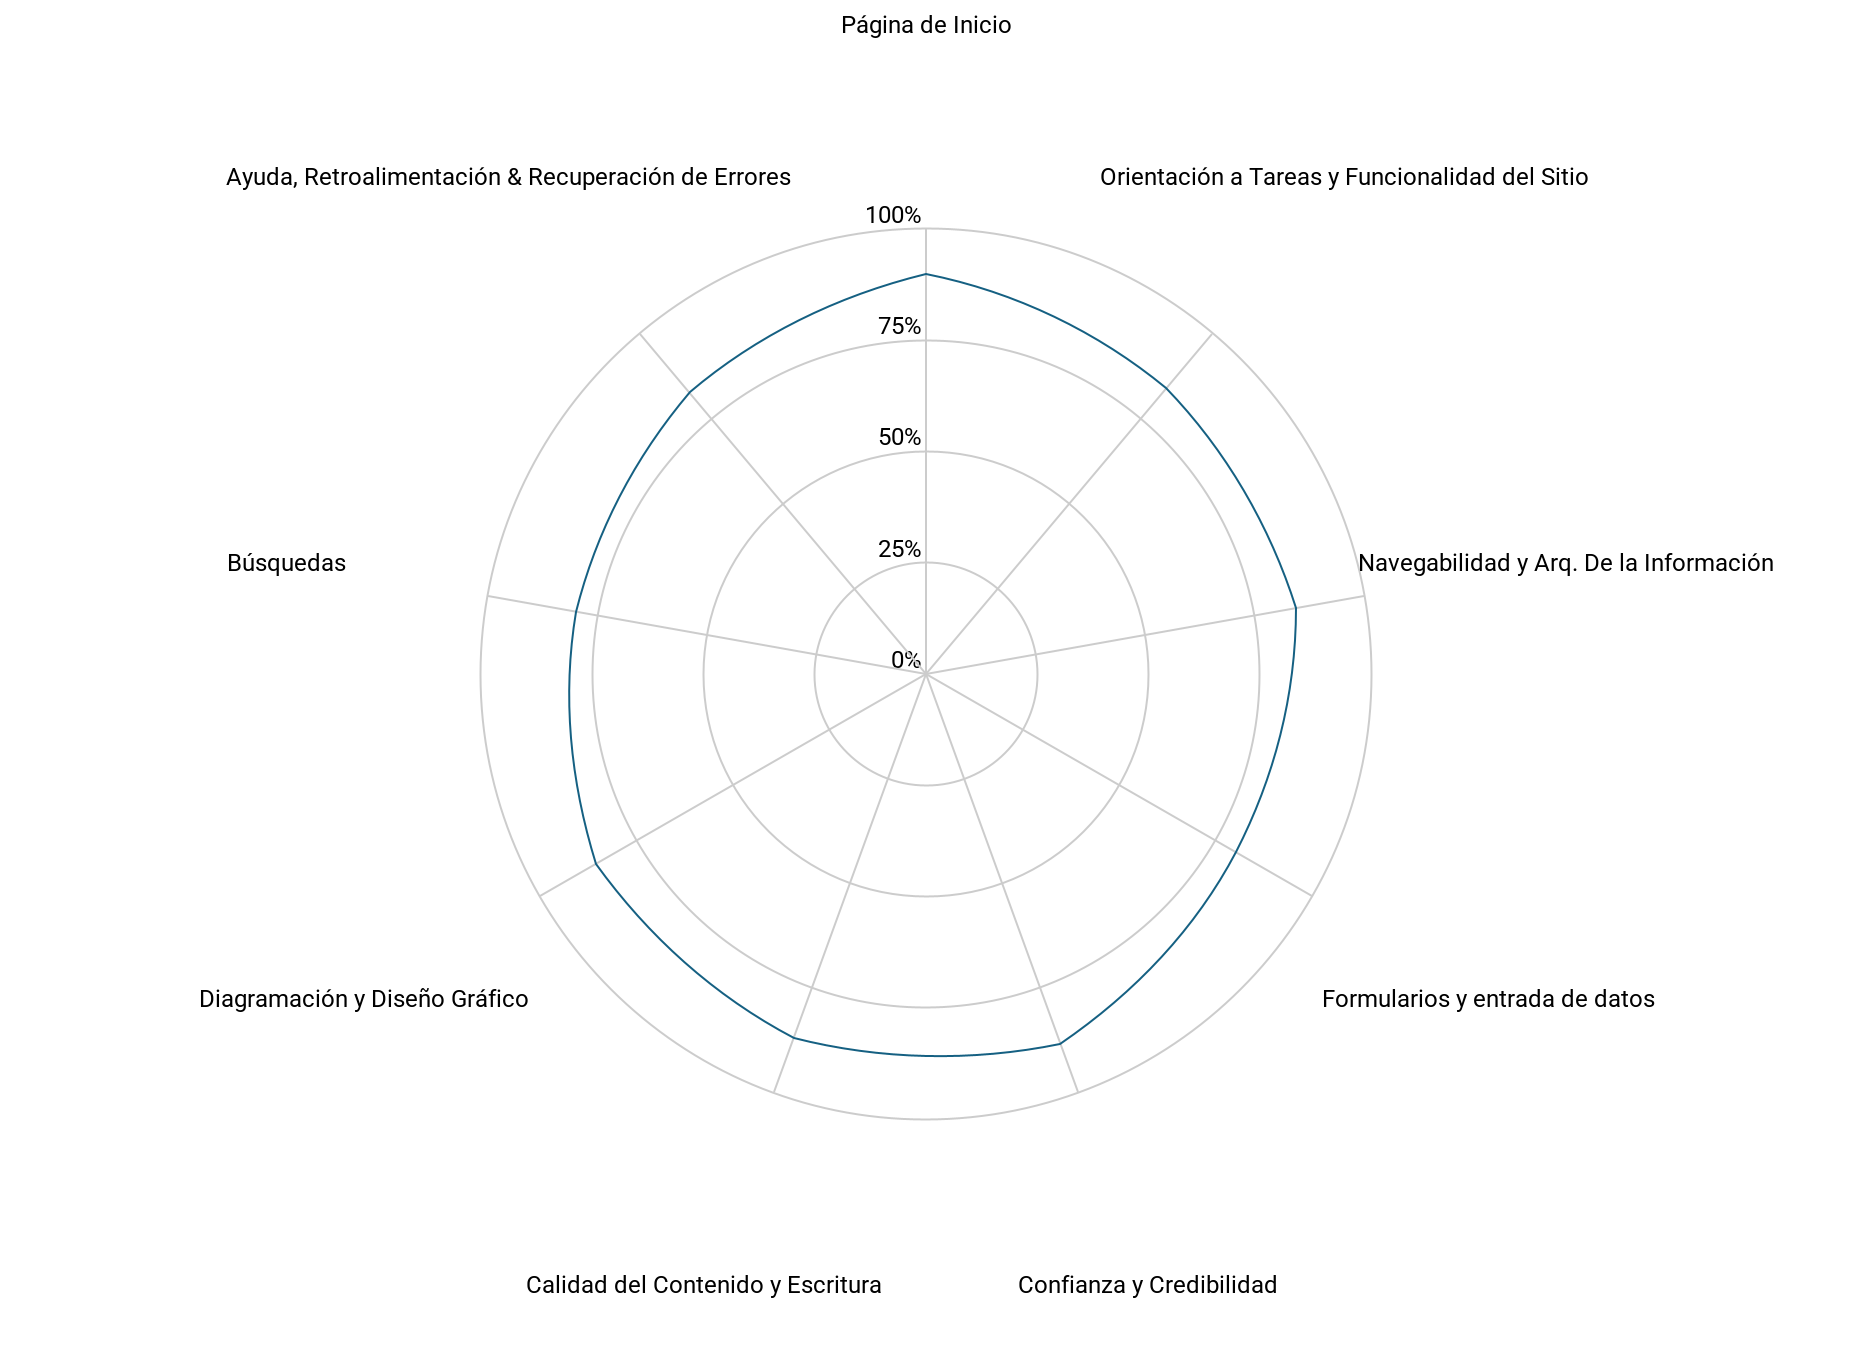 Página de Inicio
Ayuda, Retroalimentación & Recuperación de Errores
Orientación a Tareas y Funcionalidad del Sitio
100%
75%
50%
25%
0%
Búsquedas
Navegabilidad y Arq. De la Información
Diagramación y Diseño Gráfico
Formularios y entrada de datos
Calidad del Contenido y Escritura
Confianza y Credibilidad